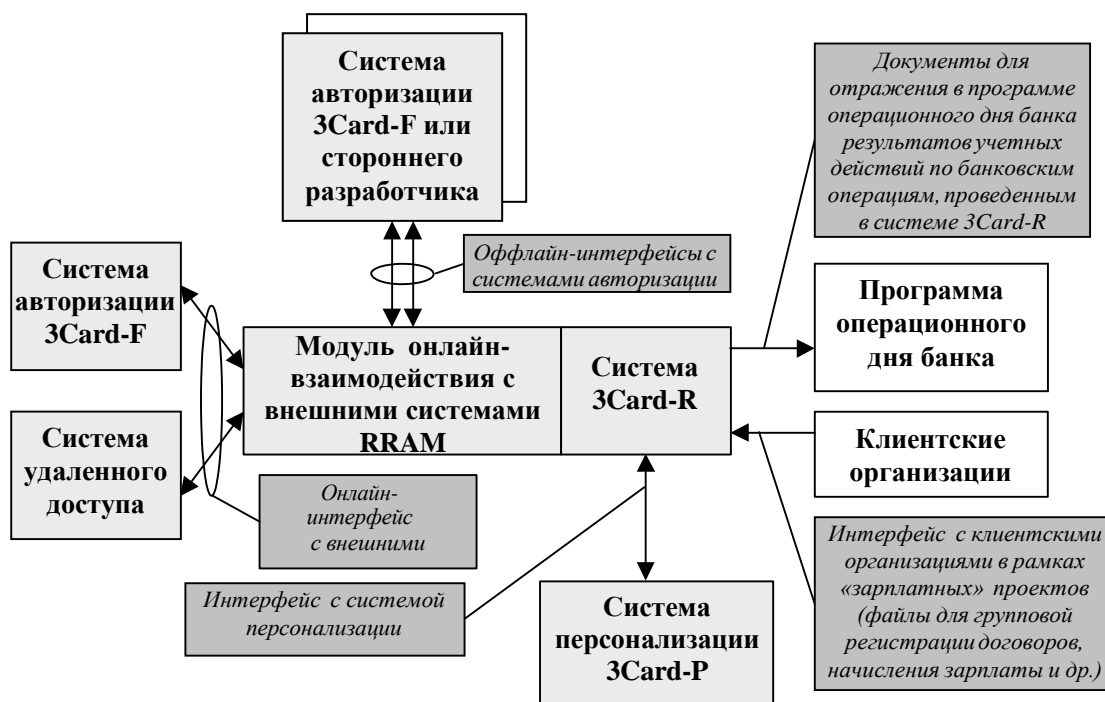 Система
авторизации
3Card-F или
стороннего
разработчика
Документы для
отражения в программе
операционного дня банка
результатов учетных
действий по банковским
операциям, проведенным
в системе 3Card-R
Оффлайн-интерфейсы с
системами авторизации
Система
авторизации
3Card-F
Программа
операционного
дня банка
Модуль онлайн-
взаимодействия с
внешними системами
RRAM
Система
3Card-R
Система
удаленного
доступа
Клиентские
организации
Онлайн-
интерфейс
с внешними
Интерфейс с системой
персонализации
Система
персонализации
3Card-P
Интерфейс с клиентскими
организациями в рамках
«зарплатных» проектов
(файлы для групповой
регистрации договоров,
начисления зарплаты и др.)